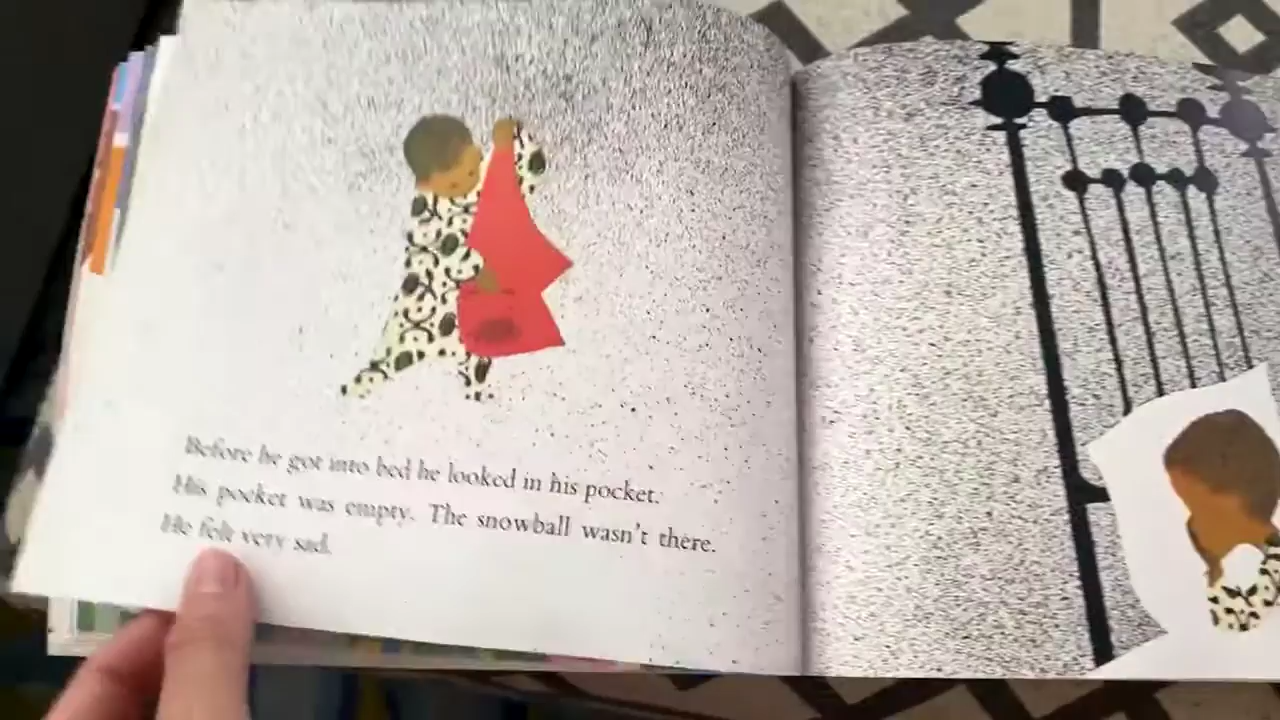 Before he got into bed he looked in his pocket.
His pocket was empty. The snowball wasn't there.
He felt very sad.